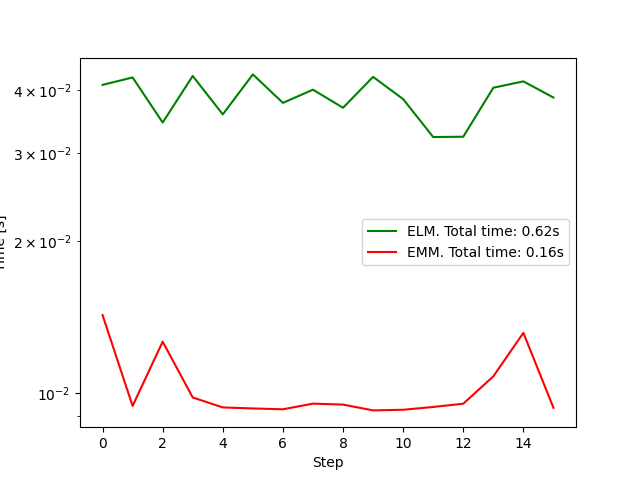 4 × 10⁻²
3 × 10⁻²
2 × 10⁻²
10⁻²
Time [s]
ELM. Total time: 0.62s
EMM. Total time: 0.16s
0 2 4 6 8 10 12 14
Step